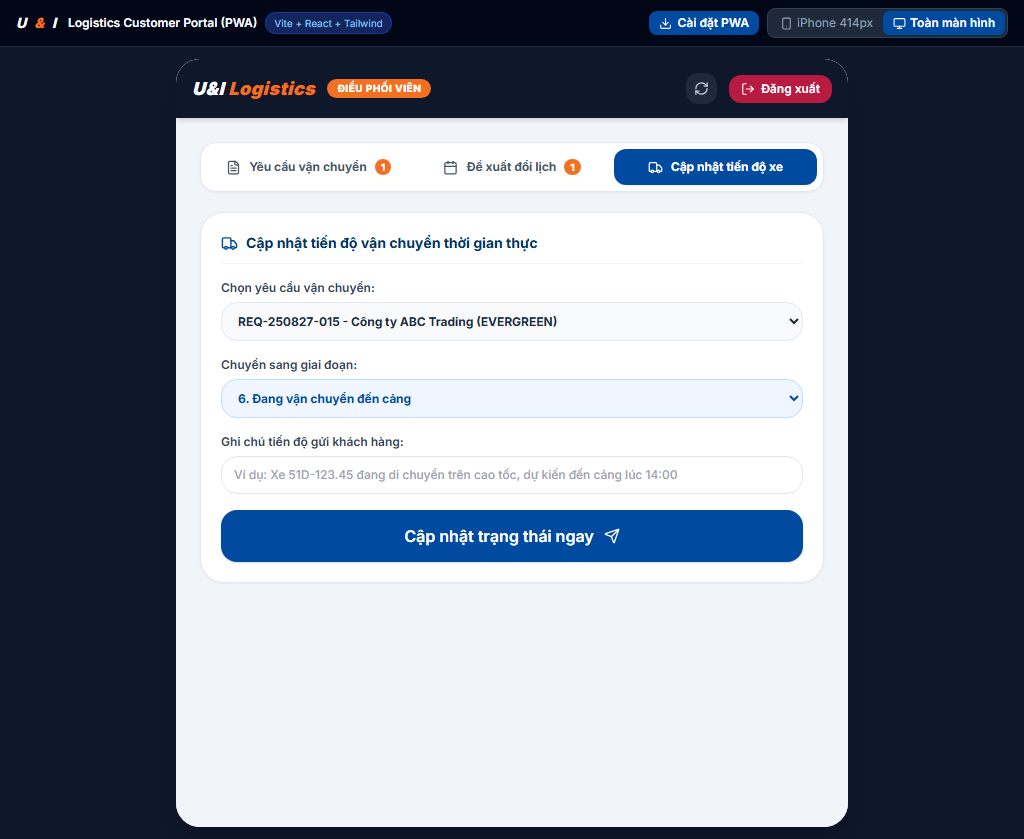 U & I Logistics Customer Portal (PWA) Vite + React + Tailwind Cài đặt PWA iPhone 414px Toàn màn hình
U&I Logistics ĐIỀU PHỐI VIÊN Đăng xuất
Yêu cầu vận chuyển 1 Đề xuất đổi lịch 1 Cập nhật tiến độ xe
Cập nhật tiến độ vận chuyển thời gian thực
Chọn yêu cầu vận chuyển:
REQ-250827-015 - Công ty ABC Trading (EVERGREEN)
Chuyển sang giai đoạn:
6. Đang vận chuyển đến cảng
Ghi chú tiến độ gửi khách hàng:
Ví dụ: Xe 51D-123.45 đang di chuyển trên cao tốc, dự kiến đến cảng lúc 14:00
Cập nhật trạng thái ngay